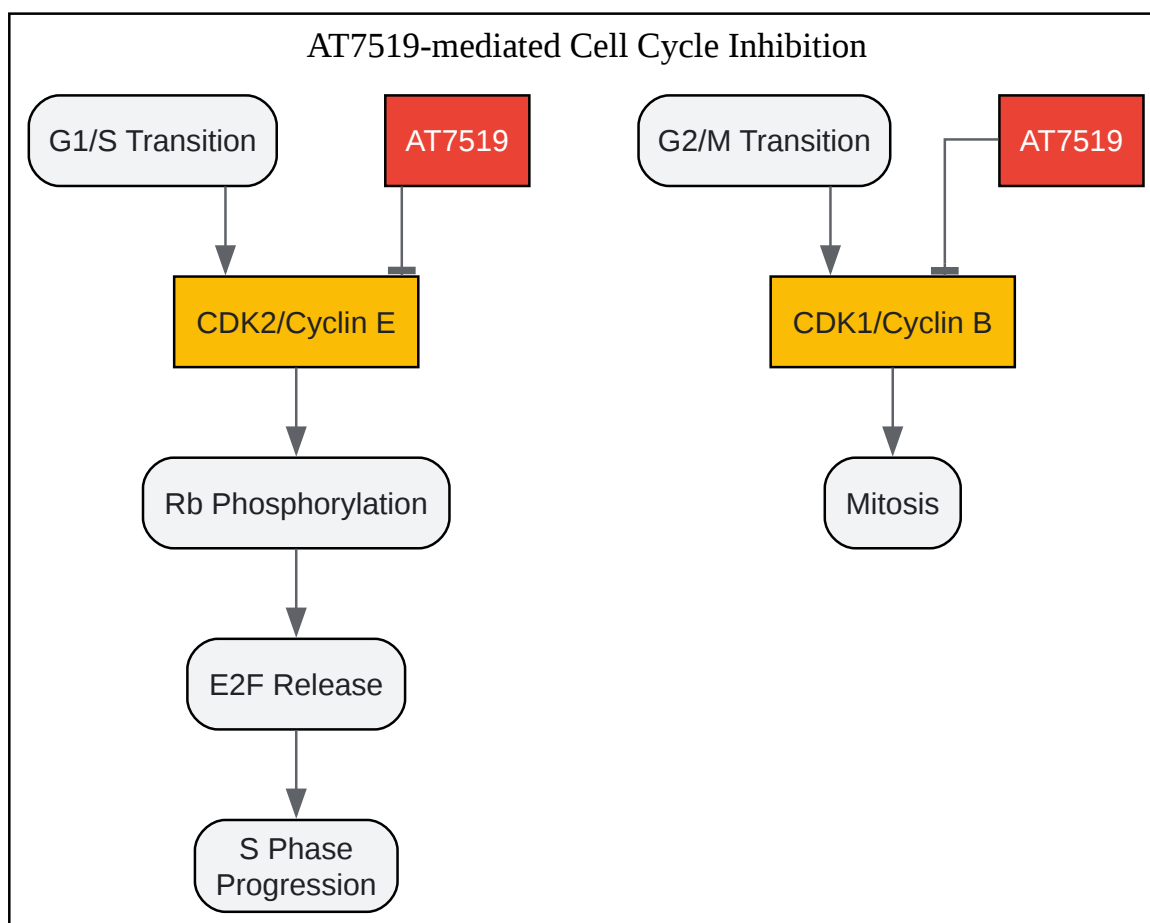 AT7519-mediated Cell Cycle Inhibition
G1/S Transition
AT7519
G2/M Transition
AT7519
CDK2/Cyclin E
CDK1/Cyclin B
Rb Phosphorylation
Mitosis
E2F Release
S Phase
Progression